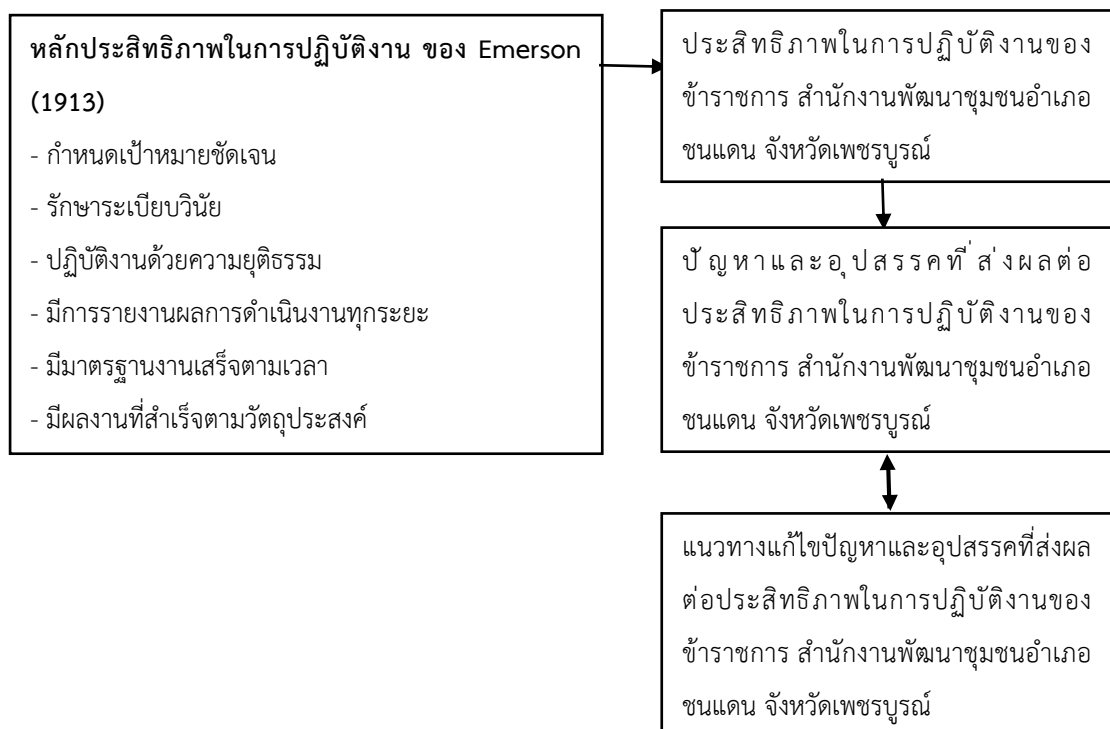 หลักประสิทธิภาพในการปฏิบัติงาน ของ Emerson
(1913)
- กำหนดเป้าหมายชัดเจน
- รักษาระเบียบวินัย
- ปฏิบัติงานด้วยความยุติธรรม
- มีการรายงานผลการดำเนินงานทุกระยะ
- มีมาตรฐานงานเสร็จตามเวลา
- มีผลงานที่สำเร็จตามวัตถุประสงค์
ประสิทธิภาพในการปฏิบัติงานของ
ข้าราชการ สำนักงานพัฒนาชุมชนอำเภอ
ชนแดน จังหวัดเพชรบูรณ์
ปัญหาและอุปสรรคที่ส่งผลต่อ
ประสิทธิภาพในการปฏิบัติงานของ
ข้าราชการ สำนักงานพัฒนาชุมชนอำเภอ
ชนแดน จังหวัดเพชรบูรณ์
แนวทางแก้ไขปัญหาและอุปสรรคที่ส่งผล
ต่อประสิทธิภาพในการปฏิบัติงานของ
ข้าราชการ สำนักงานพัฒนาชุมชนอำเภอ
ชนแดน จังหวัดเพชรบูรณ์